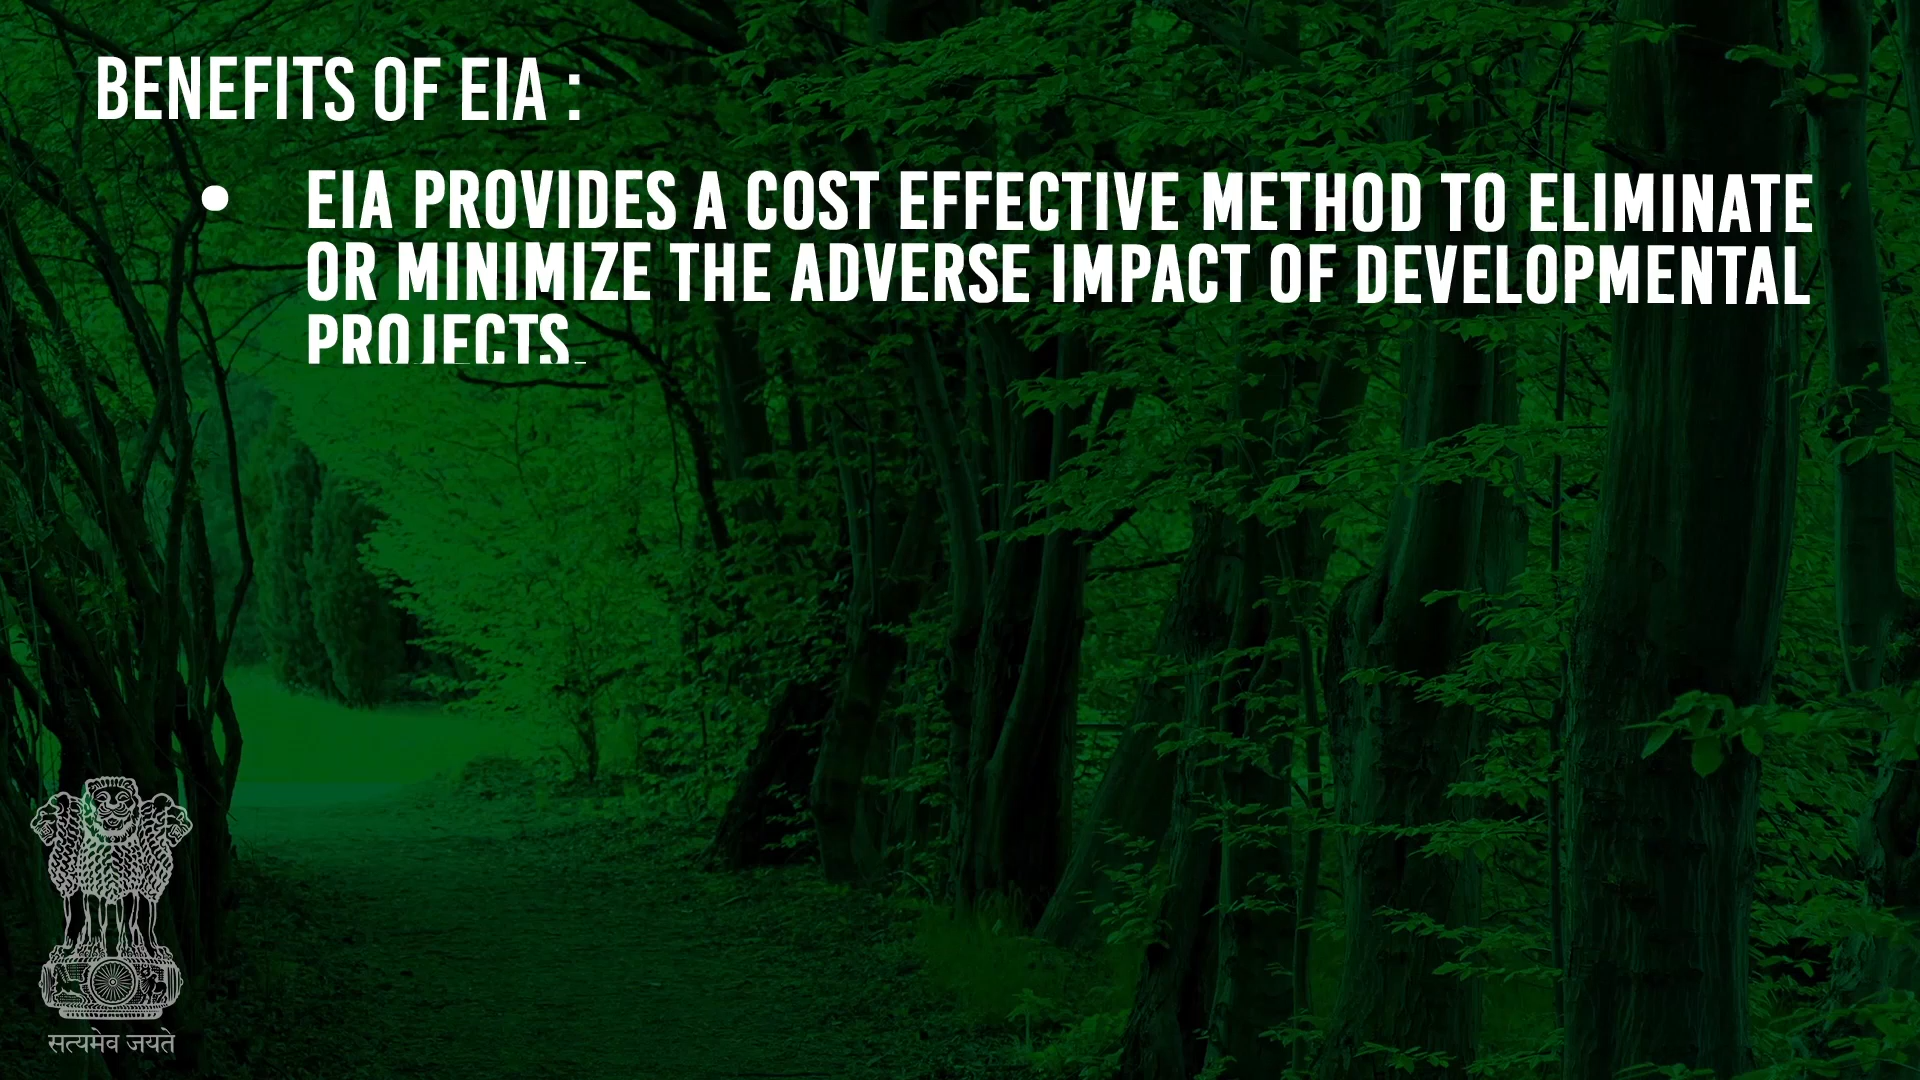 BENEFITS OF EIA :
• EIA PROVIDES A COST EFFECTIVE METHOD TO ELIMINATE
OR MINIMIZE THE ADVERSE IMPACT OF DEVELOPMENTAL
PROJECTS.
सत्यमेव जयते